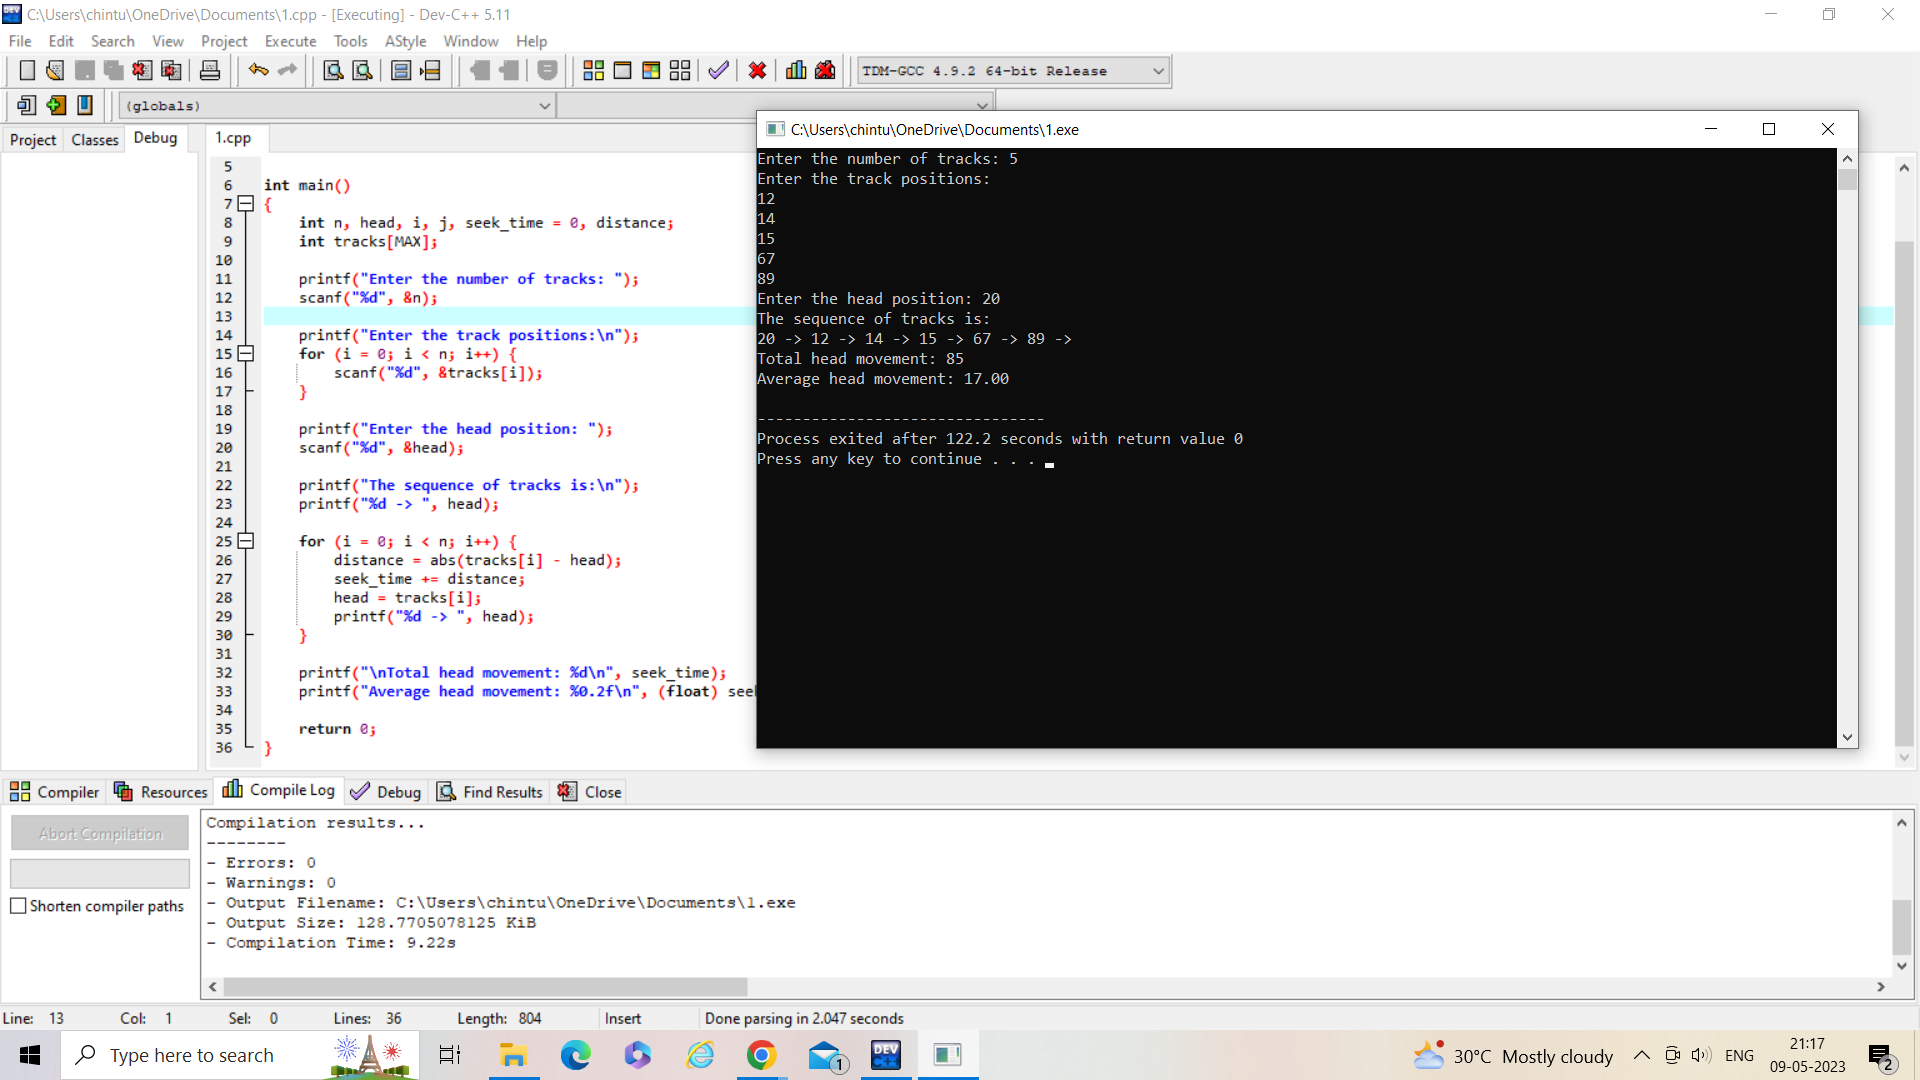 C:\Users\chintu\OneDrive\Documents\1.cpp - [Executing] - Dev-C++ 5.11
File Edit Search View Project Execute Tools AStyle Window Help
TDM-GCC 4.9.2 64-bit Release
(globals)
Project Classes Debug
1.cpp
5
6 int main()
7 {
8 int n, head, i, j, seek_time = 0, distance;
9 int tracks[MAX];
10
11 printf("Enter the number of tracks: ");
12 scanf("%d", &n);
13
14 printf("Enter the track positions:\n");
15 for (i = 0; i < n; i++) {
16 scanf("%d", &tracks[i]);
17 }
18
19 printf("Enter the head position: ");
20 scanf("%d", &head);
21
22 printf("The sequence of tracks is:\n");
23 printf("%d -> ", head);
24
25 for (i = 0; i < n; i++) {
26 distance = abs(tracks[i] - head);
27 seek_time += distance;
28 head = tracks[i];
29 printf("%d -> ", head);
30 }
31
32 printf("\nTotal head movement: %d\n", seek_time);
33 printf("Average head movement: %0.2f\n", (float) see
34
35 return 0;
36 }
C:\Users\chintu\OneDrive\Documents\1.exe
Enter the number of tracks: 5
Enter the track positions:
12
14
15
67
89
Enter the head position: 20
The sequence of tracks is:
20 -> 12 -> 14 -> 15 -> 67 -> 89 ->
Total head movement: 85
Average head movement: 17.00
--------------------------------
Process exited after 122.2 seconds with return value 0
Press any key to continue . . .
Compiler Resources Compile Log Debug Find Results Close
Abort Compilation
Shorten compiler paths
Compilation results...
--------
- Errors: 0
- Warnings: 0
- Output Filename: C:\Users\chintu\OneDrive\Documents\1.exe
- Output Size: 128.7705078125 KiB
- Compilation Time: 9.22s
Line: 13 Col: 1 Sel: 0 Lines: 36 Length: 804 Insert Done parsing in 2.047 seconds
Type here to search
1
DEV C++
30°C Mostly cloudy
ENG
21:17
09-05-2023
2